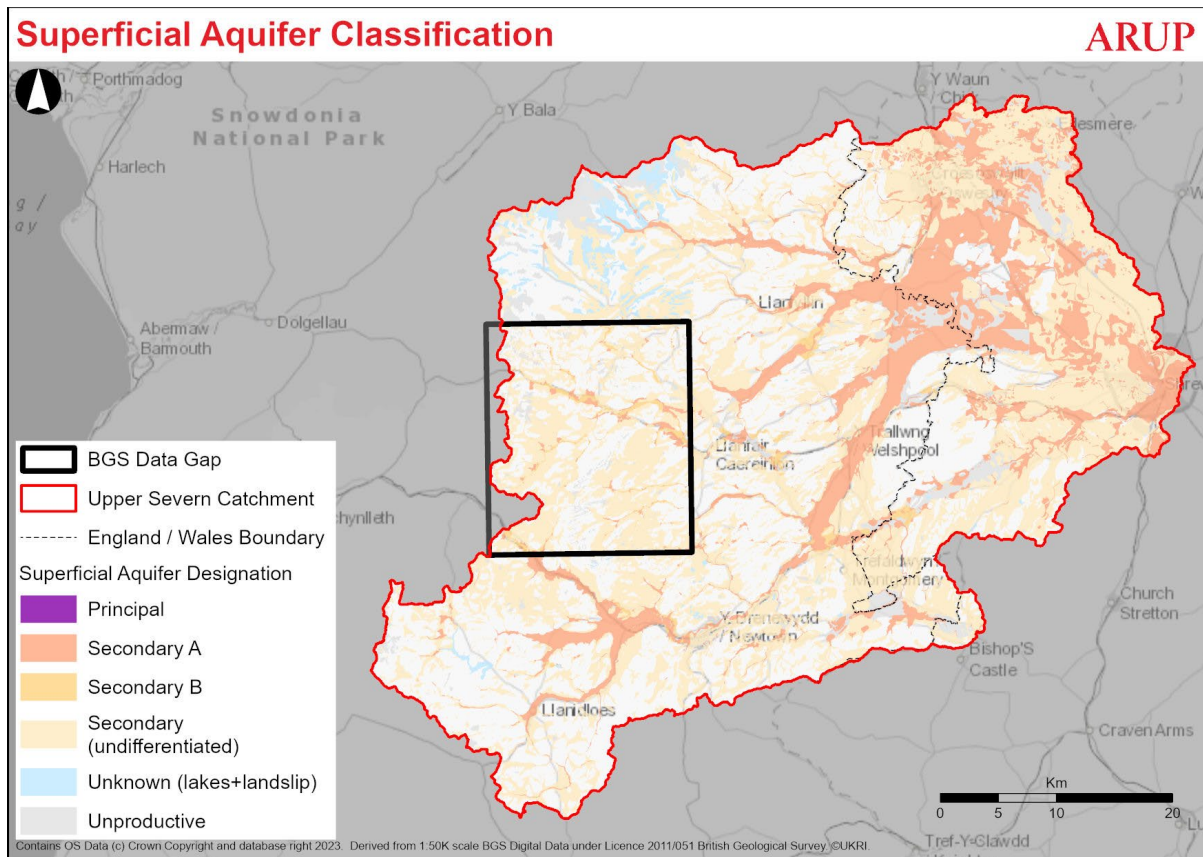 Superficial Aquifer Classification
ARUP
Porthmadog
Y Waun
Snowdonia
National Park
Y Bala
Harlech
Llanfyllin
Abermaw /
Barmouth
Dolgellau
Trallwng
Welshpool
Llanfair
Caereinion
chynlleth
Trefaldwyn
Montgomery
Church
Stretton
Y Drenewydd
/ Newtown
Bishop'S
Castle
Llanidloes
Craven Arms
Tref-Y-Clawdd
BGS Data Gap
Upper Severn Catchment
England / Wales Boundary
Superficial Aquifer Designation
Principal
Secondary A
Secondary B
Secondary
(undifferentiated)
Unknown (lakes+landslip)
Unproductive
Km
0 5 10 20
Contains OS Data (c) Crown Copyright and database right 2023. Derived from 1:50K scale BGS Digital Data under Licence 2011/051 British Geological Survey ©UKRI.